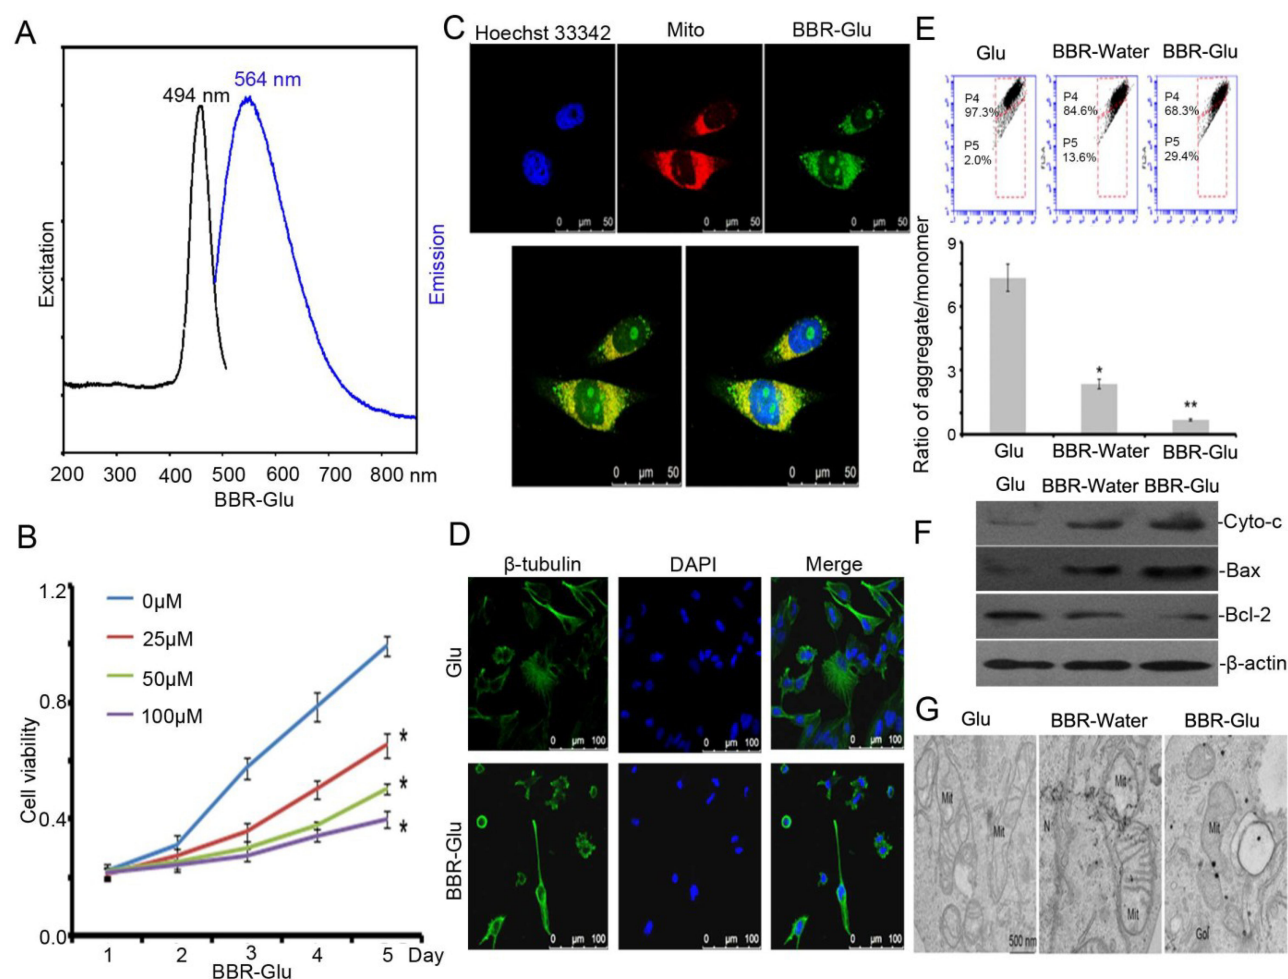 A
494 nm
564 nm
Excitation
Emission
200 300 400 500 600 700 800 nm
BBR-Glu
B
1.2
0.8
0.4
0.0
Cell viability
0μM
25μM
50μM
100μM
*
*
*
1 2 3 4 5 Day
BBR-Glu
C
Hoechst 33342 Mito BBR-Glu
0 μm 50
0 μm 50
0 μm 50
0 μm 50
0 μm 50
D
β-tubulin DAPI Merge
Glu
0 μm 100
0 μm 100
0 μm 100
BBR-Glu
0 μm 100
0 μm 100
0 μm 100
E
Glu BBR-Water BBR-Glu
P4
97.3%
P5
2.0%
P4
84.6%
P5
13.6%
P4
68.3%
P5
29.4%
Ratio of aggregate/monomer
9
6
3
0
*
**
Glu BBR-Water BBR-Glu
F
Glu BBR-Water BBR-Glu
-Cyto-c
-Bax
-Bcl-2
-β-actin
G
Glu BBR-Water BBR-Glu
Mit
Mit
500 nm
Mit
N
Mit
Mit
Gol